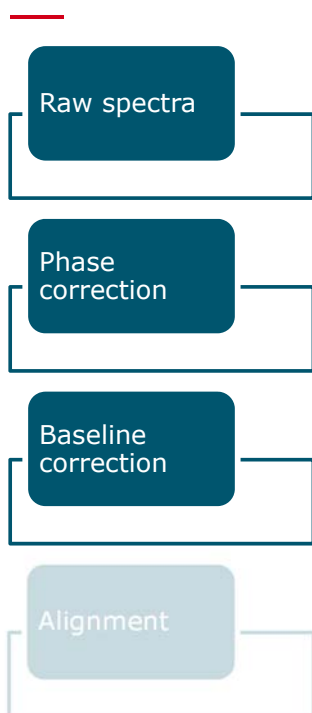 Raw spectra
Phase
correction
Baseline
correction
Alignment